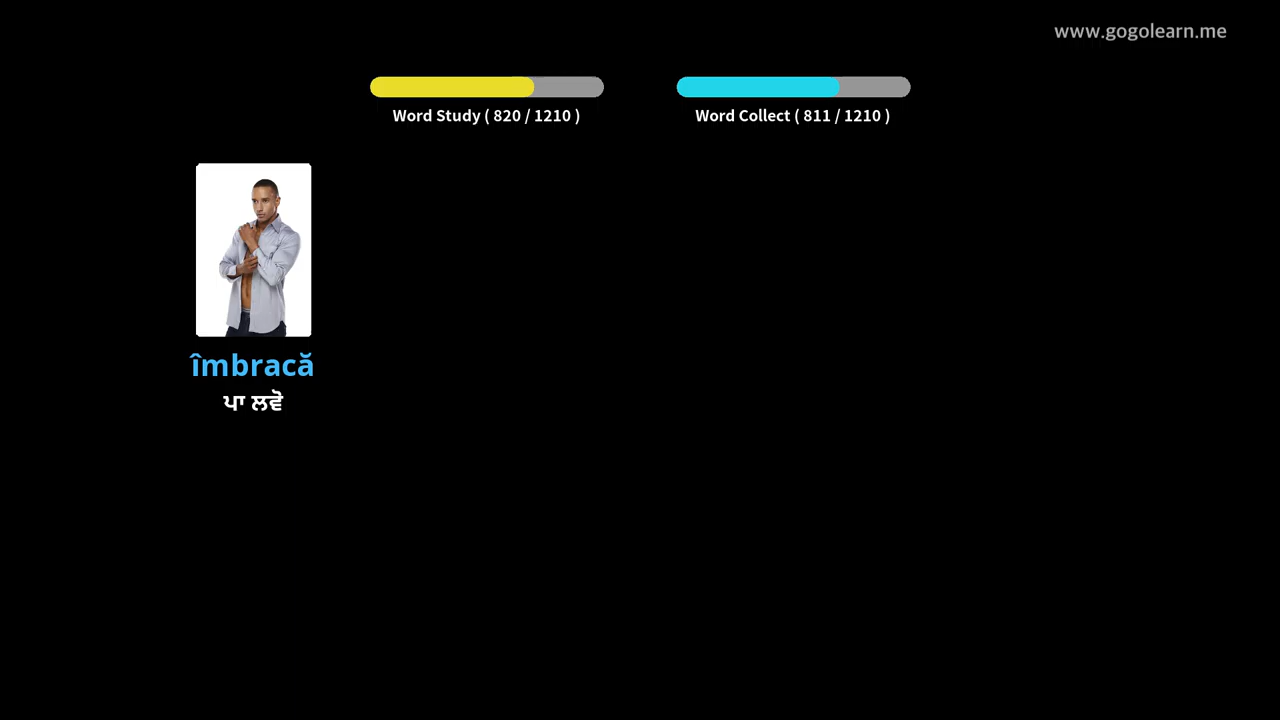 www.gogolearn.me
Word Study ( 820 / 1210 )
Word Collect ( 811 / 1210 )
îmbracă
ਪਾ ਲਵੋ